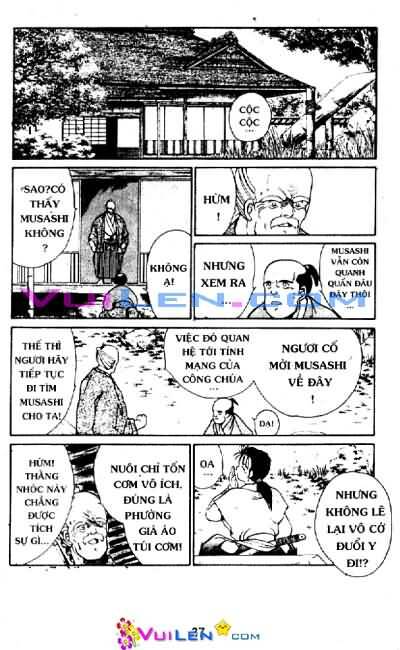 CỘC
CỘC
...
"SAO?CÓ
THẤY
MUSASHI
KHÔNG
?
KHÔNG
Ạ!
HỪM
!
MUSASHI
VẪN CÒN
QUANH
QUẨN ĐÂU
ĐÂY THÔI
...
NHƯNG
XEM RA
...
VUILEN.COM
THẾ THÌ
NGƯƠI HÃY
TIẾP TỤC
ĐI TÌM
MUSASHI
CHO TA!
VIỆC ĐÓ QUAN
HỆ TỚI TÍNH
MẠNG CỦA
CÔNG CHÚA
...
NGƯƠI CỐ
MỜI MUSASHI
VỀ ĐÂY
!
DẠ!
HỪM!
THẰNG
NHÓC NÀY
CHẲNG
ĐƯỢC
TÍCH
SỰ GÌ...
NUÔI CHỈ TỐN
CƠM VÔ ÍCH,
ĐÚNG LÀ
PHƯỜNG
GIÁ ÁO
TÚI CƠM!
OA
...
NHƯNG
KHÔNG LẼ
LẠI VÔ CỚ
ĐUỔI Y
ĐI!?
27
VUILEN.COM